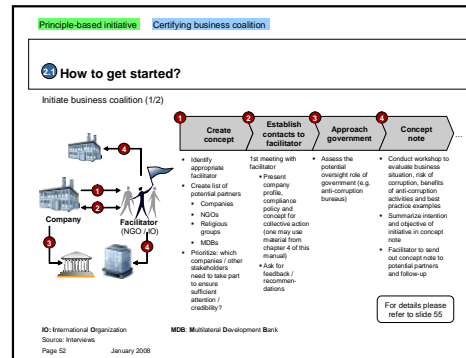 Principle-based initiative Certifying business coalition
2.1 How to get started?
Initiate business coalition (1/2)
1
Create
concept
2
Establish
contacts to
facilitator
3
Approach
government
4
Concept
note
...
Company
Facilitator
(NGO / IO)
1
2
3
4
4
▪ Identify
appropriate
facilitator
▪ Create list of
potential partners
▪ Companies
▪ NGOs
▪ Religious
groups
▪ MDBs
▪ Prioritize: which
companies / other
stakeholders
need to take part
to ensure
sufficient
attention /
credibility?
1st meeting with
facilitator
▪ Present
company
profile,
compliance
policy and
concept for
collective action
(one may use
material from
chapter 4 of this
manual)
▪ Ask for
feedback /
recommen-
dations
▪ Assess the
potential
oversight role of
government (e.g.
anti-corruption
bureaus)
▪ Conduct workshop to
evaluate business
situation, risk of
corruption, benefits
of anti-corruption
activities and best
practice examples
▪ Summarize intention
and objective of
initiative in concept
note
▪ Facilitator to send
out concept note to
potential partners
and follow-up
For details please
refer to slide 55
IO: International Organization MDB: Multilateral Development Bank
Source: Interviews
Page 52 January 2008